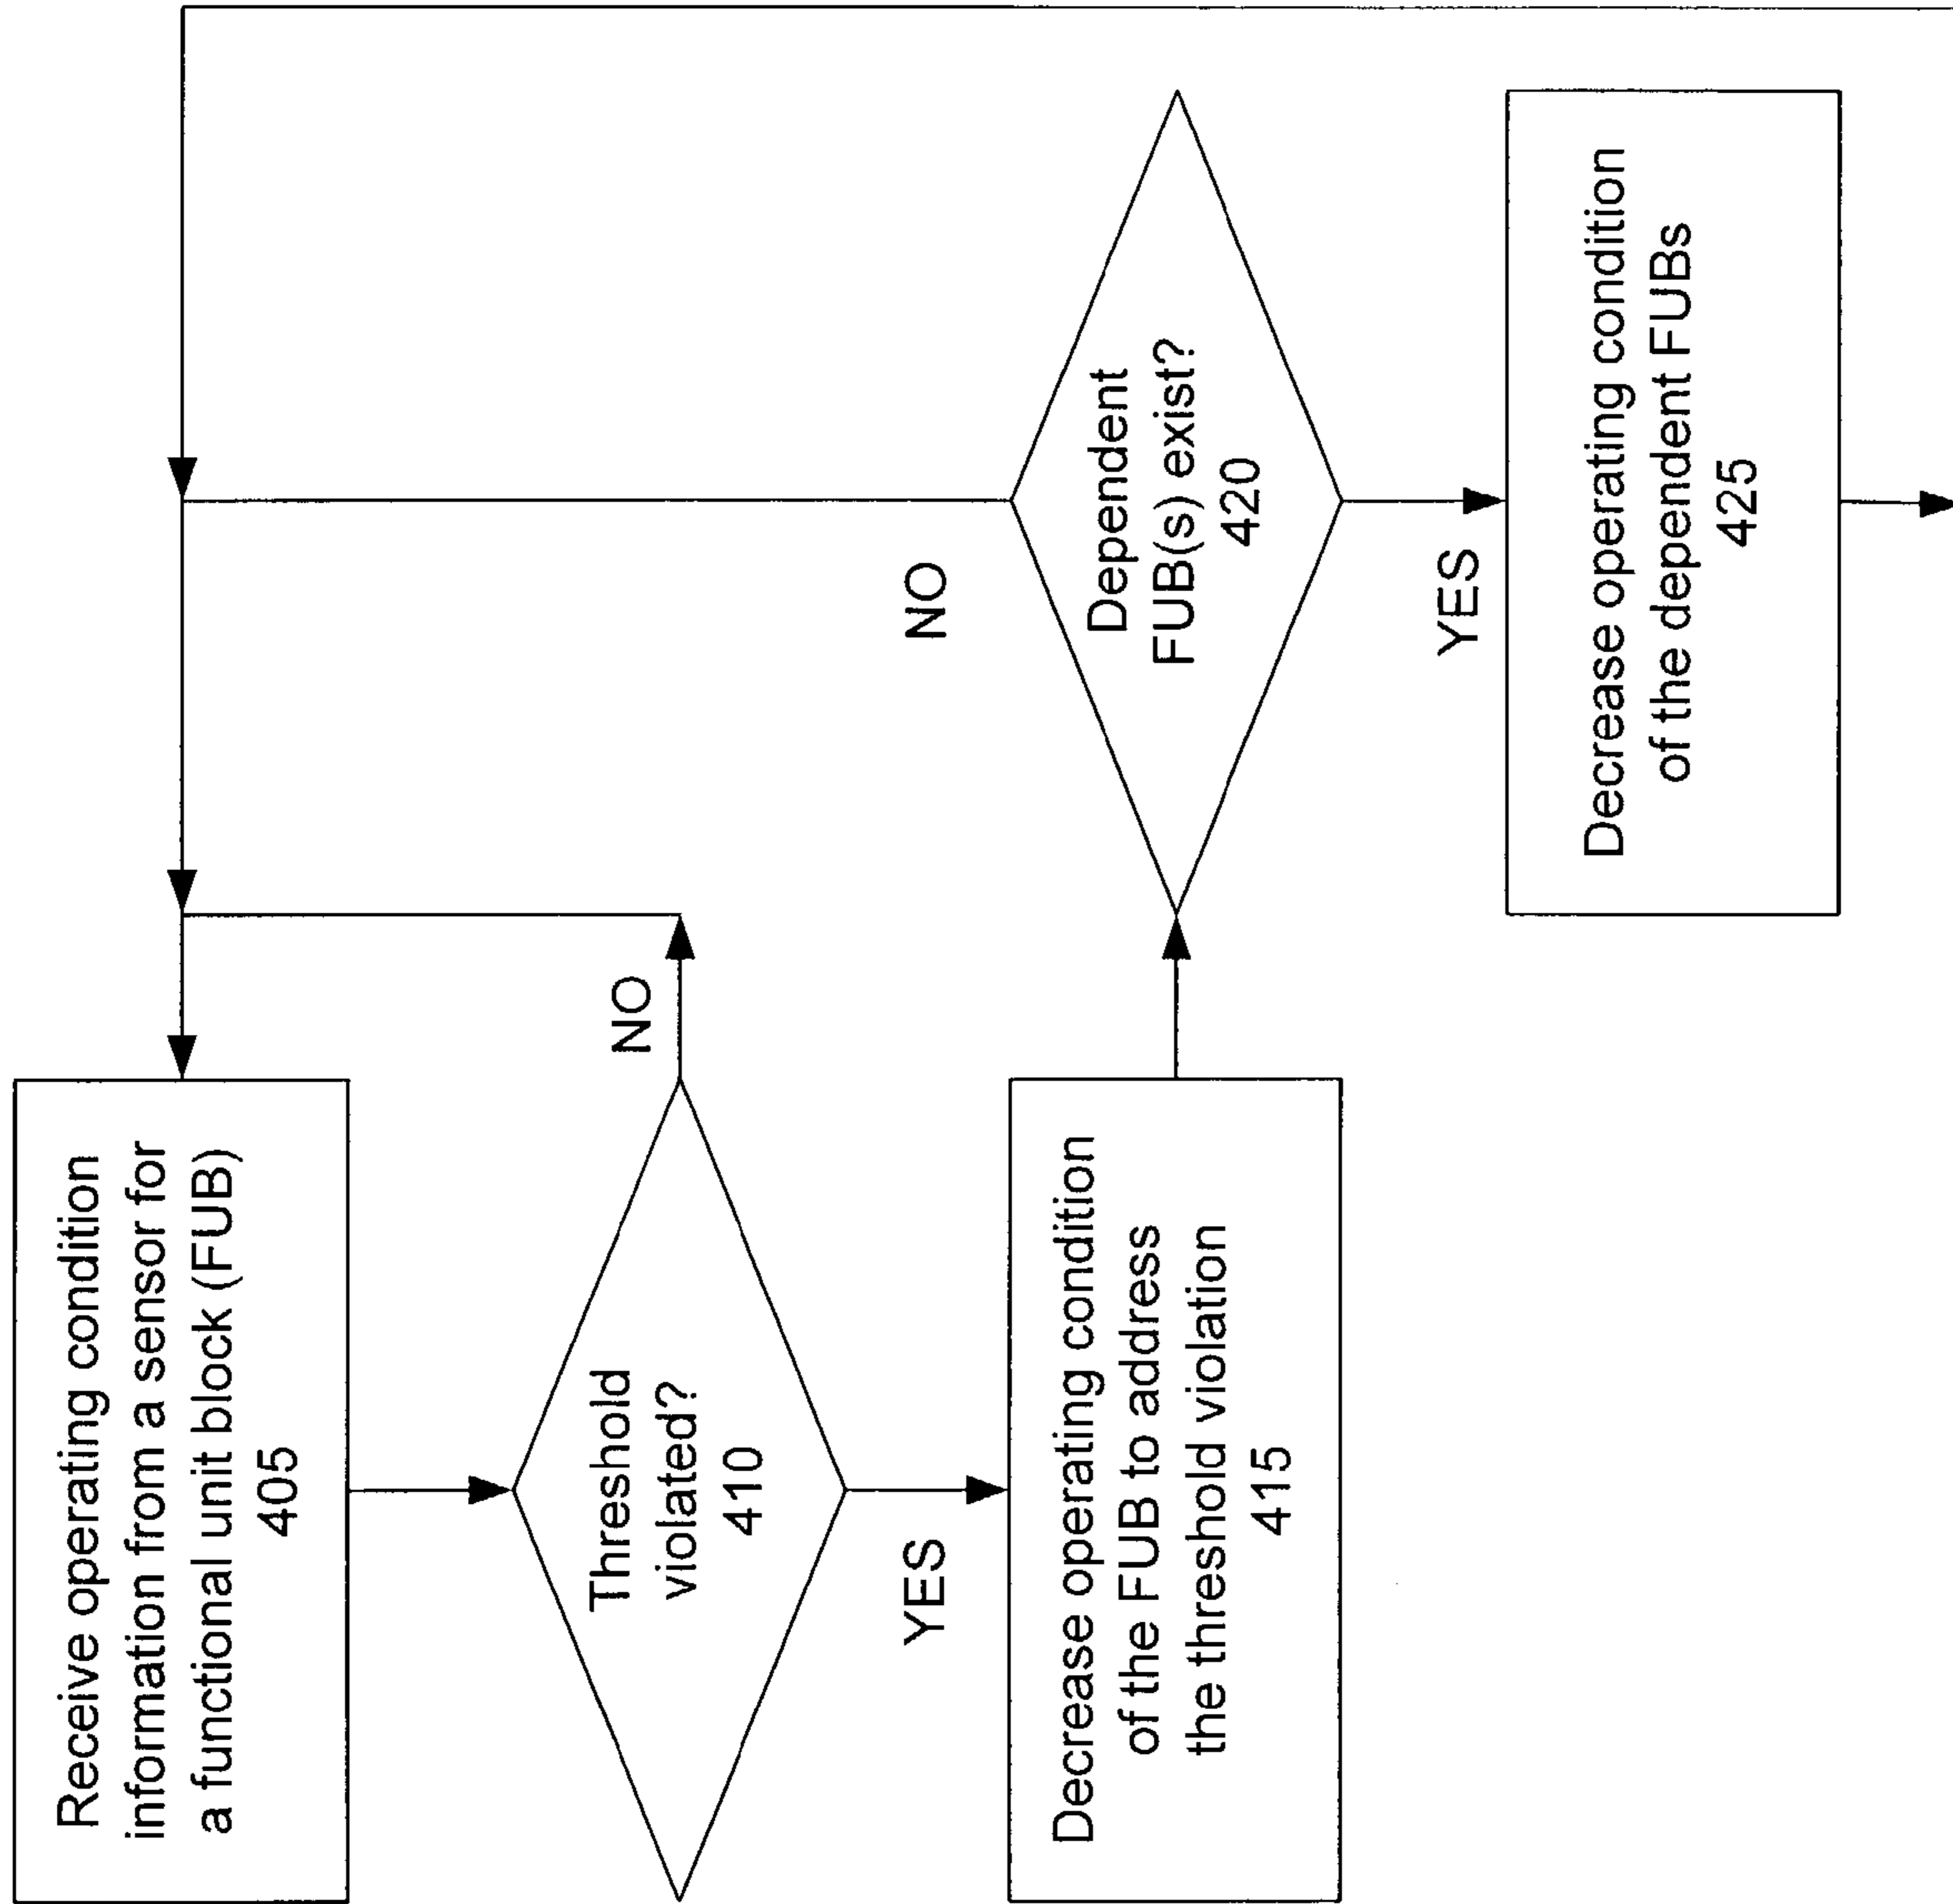 Receive operating condition
information from a sensor for
a functional unit block (FUB)
405
Threshold
violated?
410
NO
YES
Decrease operating condition
of the FUB to address
the threshold violation
415
Dependent
FUB(s) exist?
420
NO
YES
Decrease operating condition
of the dependent FUBs
425